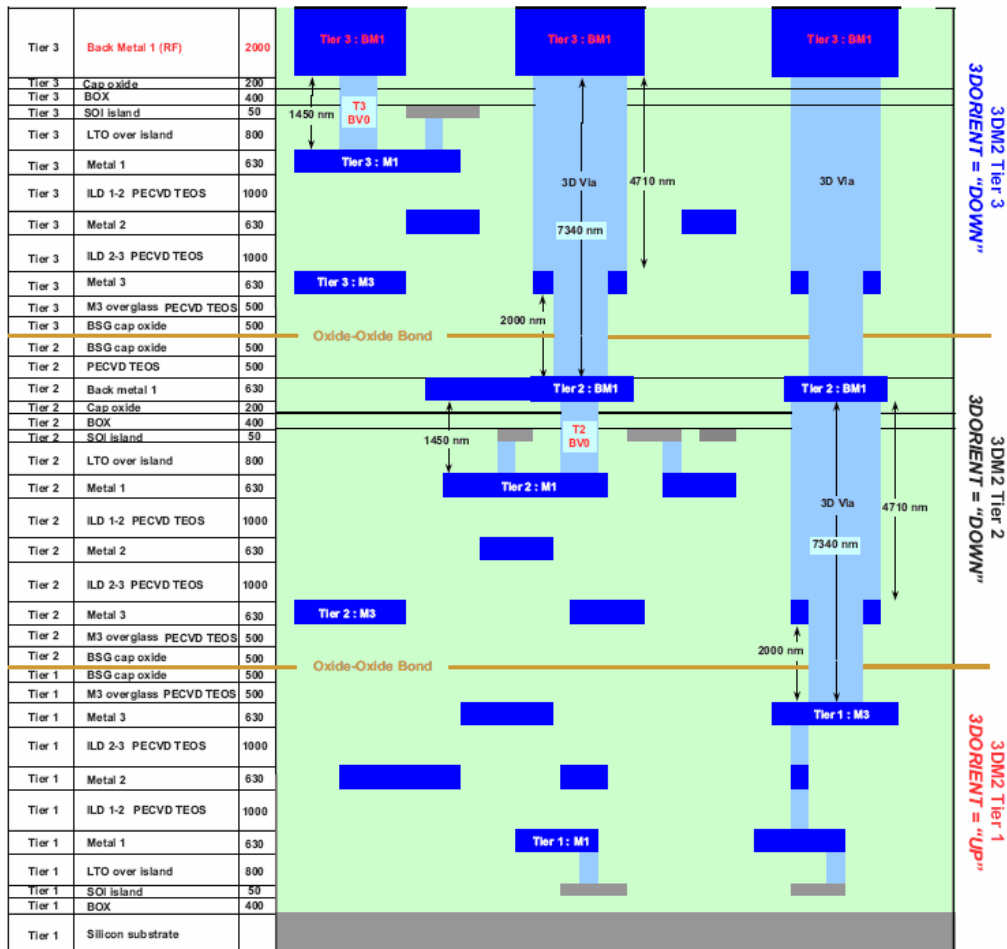 Tier 3 Back Metal 1 (RF) 2000
Tier 3 Cap oxide 200
Tier 3 BOX 400
Tier 3 SOI island 50
Tier 3 LTO over island 800
Tier 3 Metal 1 630
Tier 3 ILD 1-2 PECVD TEOS 1000
Tier 3 Metal 2 630
Tier 3 ILD 2-3 PECVD TEOS 1000
Tier 3 Metal 3 630
Tier 3 M3 overglass PECVD TEOS 500
Tier 3 BSG cap oxide 500
Tier 2 BSG cap oxide 500
Tier 2 PECVD TEOS 500
Tier 2 Back metal 1 630
Tier 2 Cap oxide 200
Tier 2 BOX 400
Tier 2 SOI island 50
Tier 2 LTO over island 800
Tier 2 Metal 1 630
Tier 2 ILD 1-2 PECVD TEOS 1000
Tier 2 Metal 2 630
Tier 2 ILD 2-3 PECVD TEOS 1000
Tier 2 Metal 3 630
Tier 2 M3 overglass PECVD TEOS 500
Tier 2 BSG cap oxide 500
Tier 1 BSG cap oxide 500
Tier 1 M3 overglass PECVD TEOS 500
Tier 1 Metal 3 630
Tier 1 ILD 2-3 PECVD TEOS 1000
Tier 1 Metal 2 630
Tier 1 ILD 1-2 PECVD TEOS 1000
Tier 1 Metal 1 630
Tier 1 LTO over island 800
Tier 1 SOI island 50
Tier 1 BOX 400
Tier 1 Silicon substrate
Tier 3 : BM1
Tier 3 : BM1
Tier 3 : BM1
1450 nm
T3
BV0
Tier 3 : M1
3D Via
4710 nm
3D Via
7340 nm
Tier 3 : M3
2000 nm
Oxide-Oxide Bond
Tier 2 : BM1
Tier 2 : BM1
1450 nm
T2
BV0
Tier 2 : M1
3D Via
4710 nm
7340 nm
Tier 2 : M3
2000 nm
Oxide-Oxide Bond
Tier 1 : M3
Tier 1 : M1
3DM2 Tier 3
3DORIENT = “DOWN”
3DM2 Tier 2
3DORIENT = “DOWN”
3DM2 Tier 1
3DORIENT = “UP”